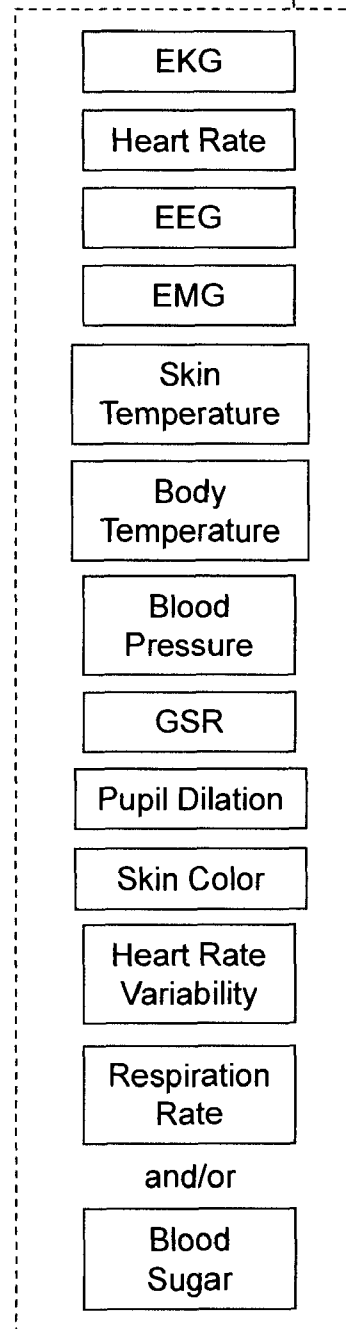 EKG
Heart Rate
EEG
EMG
Skin
Temperature
Body
Temperature
Blood
Pressure
GSR
Pupil Dilation
Skin Color
Heart Rate
Variability
Respiration
Rate
and/or
Blood
Sugar